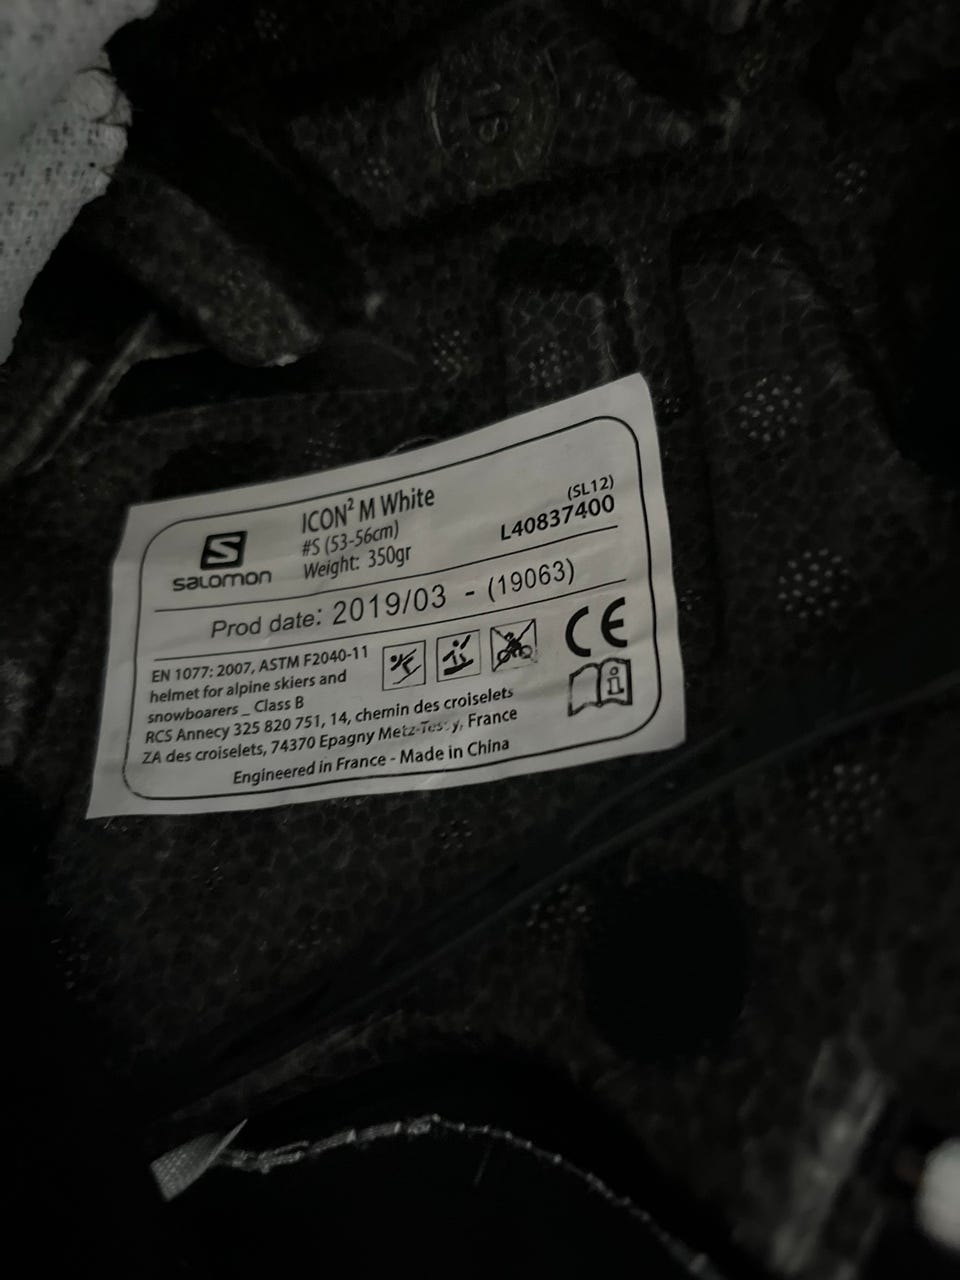 salomon
ICON² M White
#S (53-56cm)
Weight: 350gr
(SL12)
L40837400
Prod date: 2019/03 - (19063)
EN 1077: 2007, ASTM F2040-11
helmet for alpine skiers and
snowboarers _ Class B
CE
RCS Annecy 325 820 751, 14, chemin des croiselets
ZA des croiselets, 74370 Epagny Metz-Tessy, France
Engineered in France - Made in China